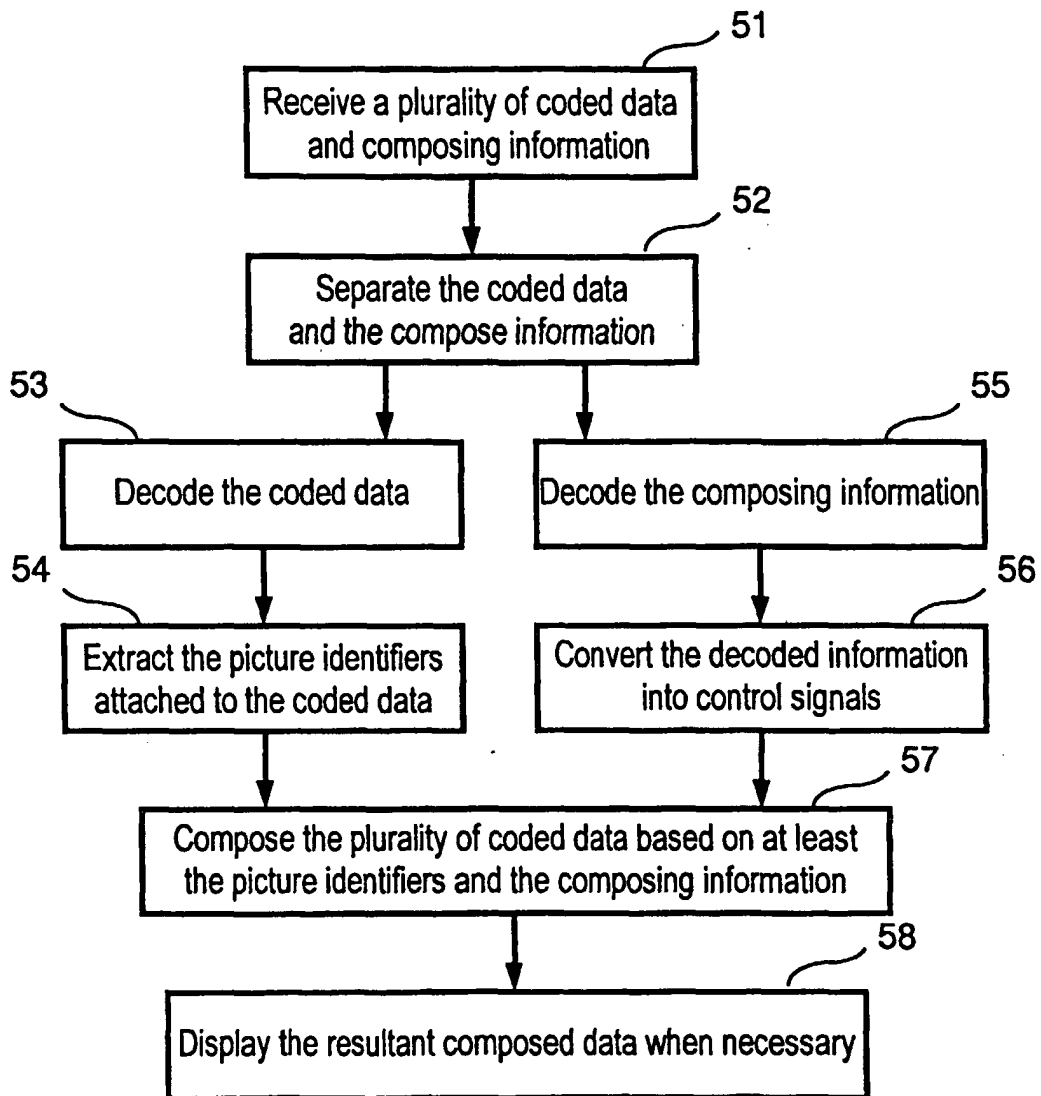 51
Receive a plurality of coded data
and composing information
52
Separate the coded data
and the compose information
53
Decode the coded data
55
Decode the composing information
54
Extract the picture identifiers
attached to the coded data
56
Convert the decoded information
into control signals
57
Compose the plurality of coded data based on at least
the picture identifiers and the composing information
58
Display the resultant composed data when necessary